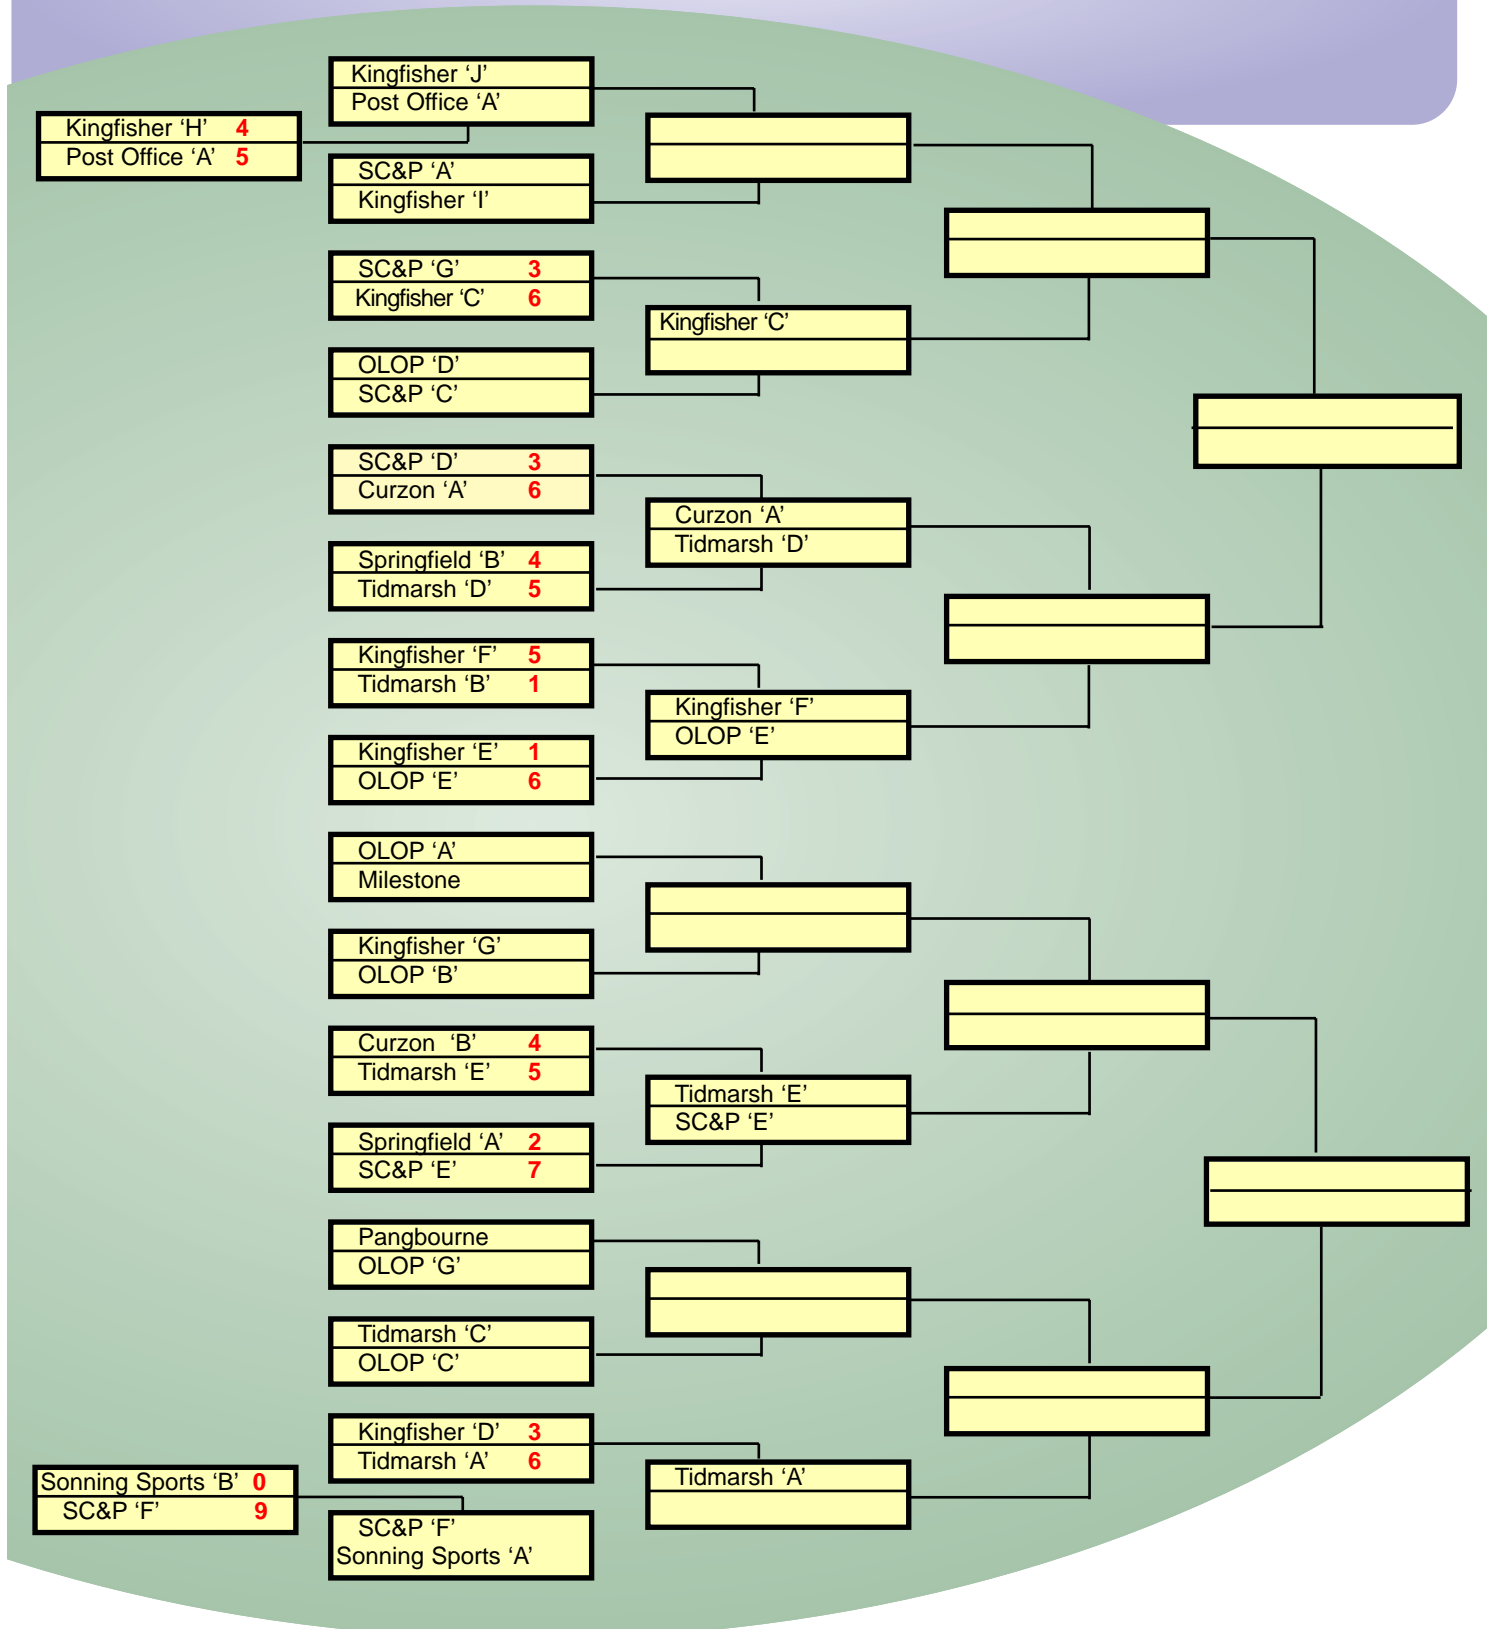 Kingfisher ‘H’ 4
Post Office ‘A’ 5
Sonning Sports ‘B’ 0
SC&P ‘F’ 9
Kingfisher ‘J’
Post Office ‘A’
SC&P ‘A’
Kingfisher ‘I’
SC&P ‘G’ 3
Kingfisher ‘C’ 6
OLOP ‘D’
SC&P ‘C’
SC&P ‘D’ 3
Curzon ‘A’ 6
Springfield ‘B’ 4
Tidmarsh ‘D’ 5
Kingfisher ‘F’ 5
Tidmarsh ‘B’ 1
Kingfisher ‘E’ 1
OLOP ‘E’ 6
OLOP ‘A’
Milestone
Kingfisher ‘G’
OLOP ‘B’
Curzon ‘B’ 4
Tidmarsh ‘E’ 5
Springfield ‘A’ 2
SC&P ‘E’ 7
Pangbourne
OLOP ‘G’
Tidmarsh ‘C’
OLOP ‘C’
Kingfisher ‘D’ 3
Tidmarsh ‘A’ 6
SC&P ‘F’
Sonning Sports ‘A’
Kingfisher ‘C’
Curzon ‘A’
Tidmarsh ‘D’
Kingfisher ‘F’
OLOP ‘E’
Tidmarsh ‘E’
SC&P ‘E’
Tidmarsh ‘A’